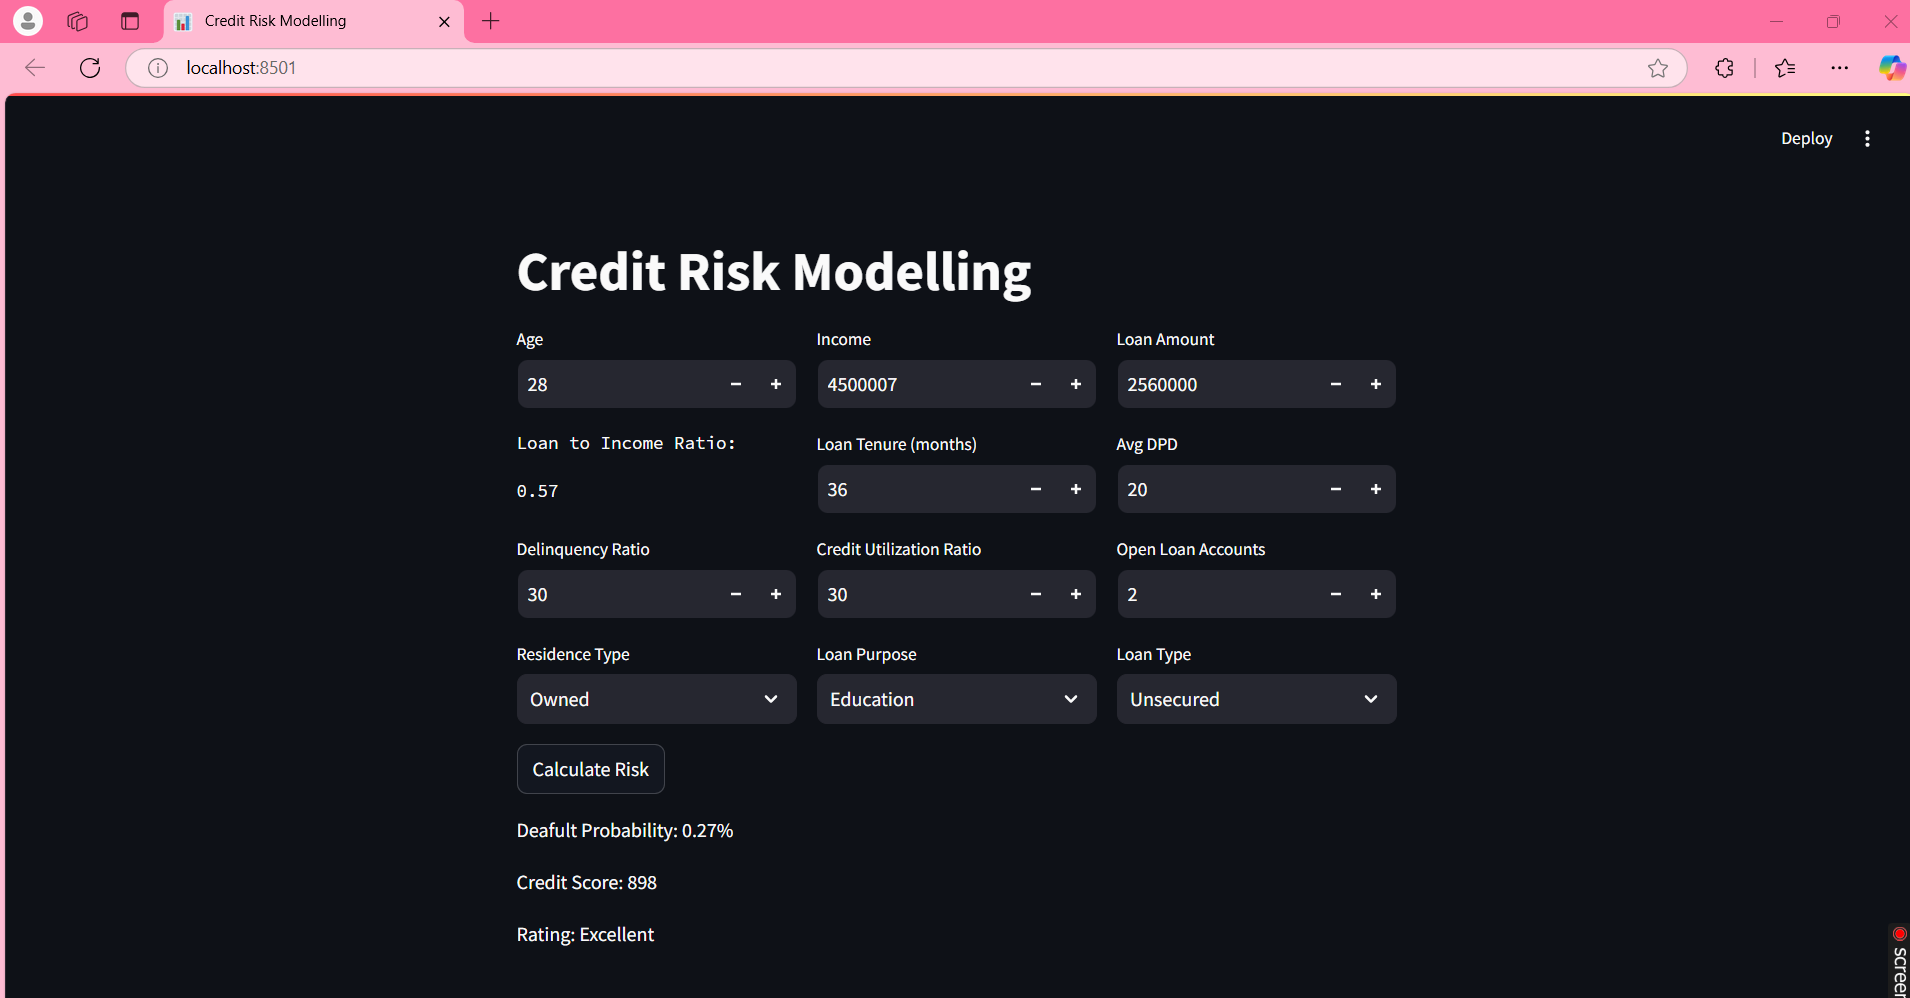 Credit Risk Modelling
localhost:8501
Deploy
Credit Risk Modelling
Age Income Loan Amount
28 4500007 2560000
Loan to Income Ratio: Loan Tenure (months) Avg DPD
0.57 36 20
Delinquency Ratio Credit Utilization Ratio Open Loan Accounts
30 30 2
Residence Type Loan Purpose Loan Type
Owned Education Unsecured
Calculate Risk
Deafult Probability: 0.27%
Credit Score: 898
Rating: Excellent